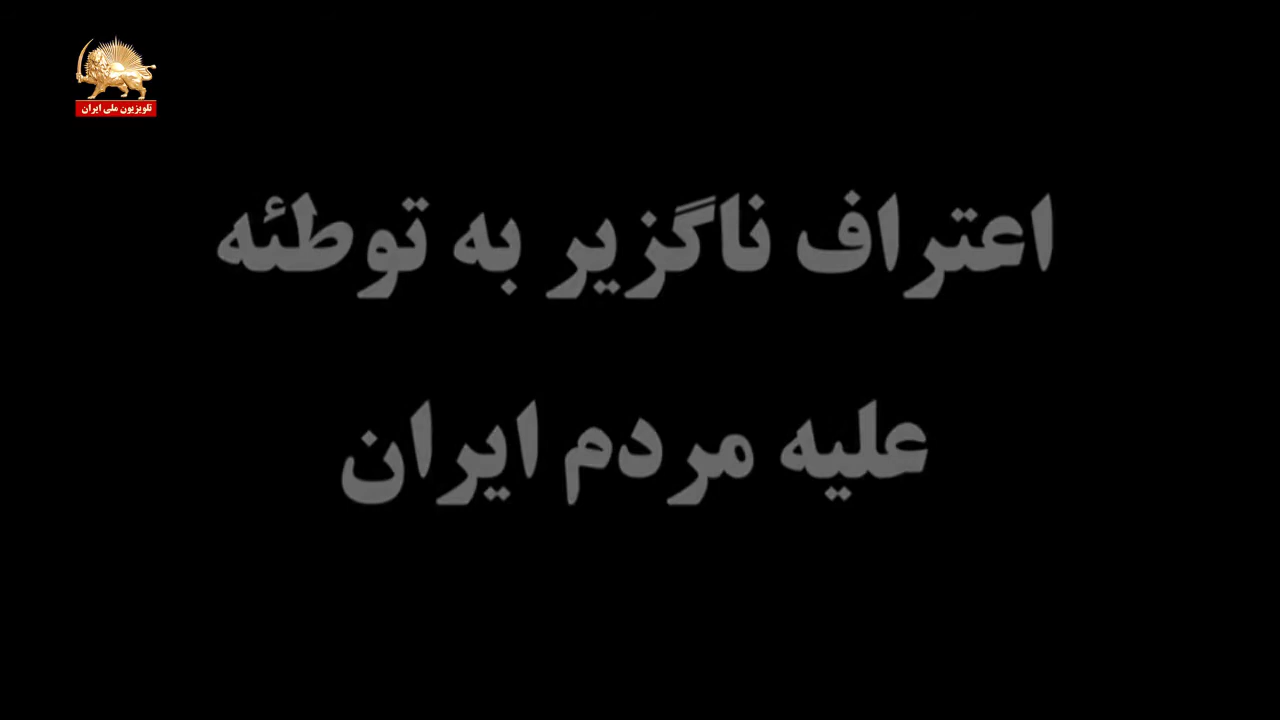 تلویزیون ملی ایران
اعتراف ناگزیر به توطئه
علیه مردم ایران